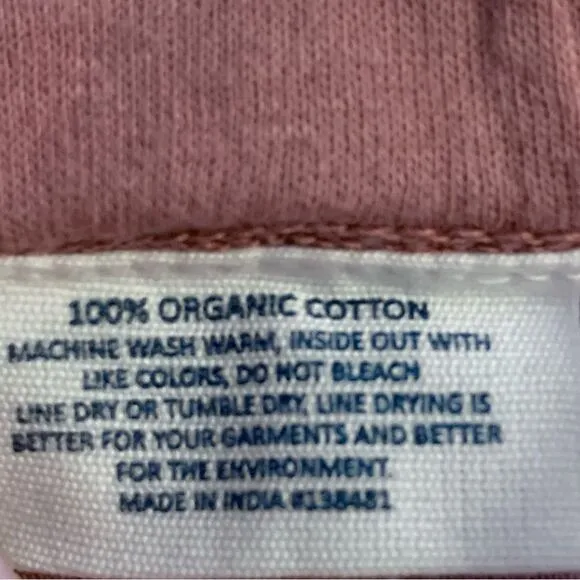 100% ORGANIC COTTON
MACHINE WASH WARM, INSIDE OUT WITH
LIKE COLORS, DO NOT BLEACH
LINE DRY OR TUMBLE DRY, LINE DRYING IS
BETTER FOR YOUR GARMENTS AND BETTER
FOR THE ENVIRONMENT.
MADE IN INDIA #138481